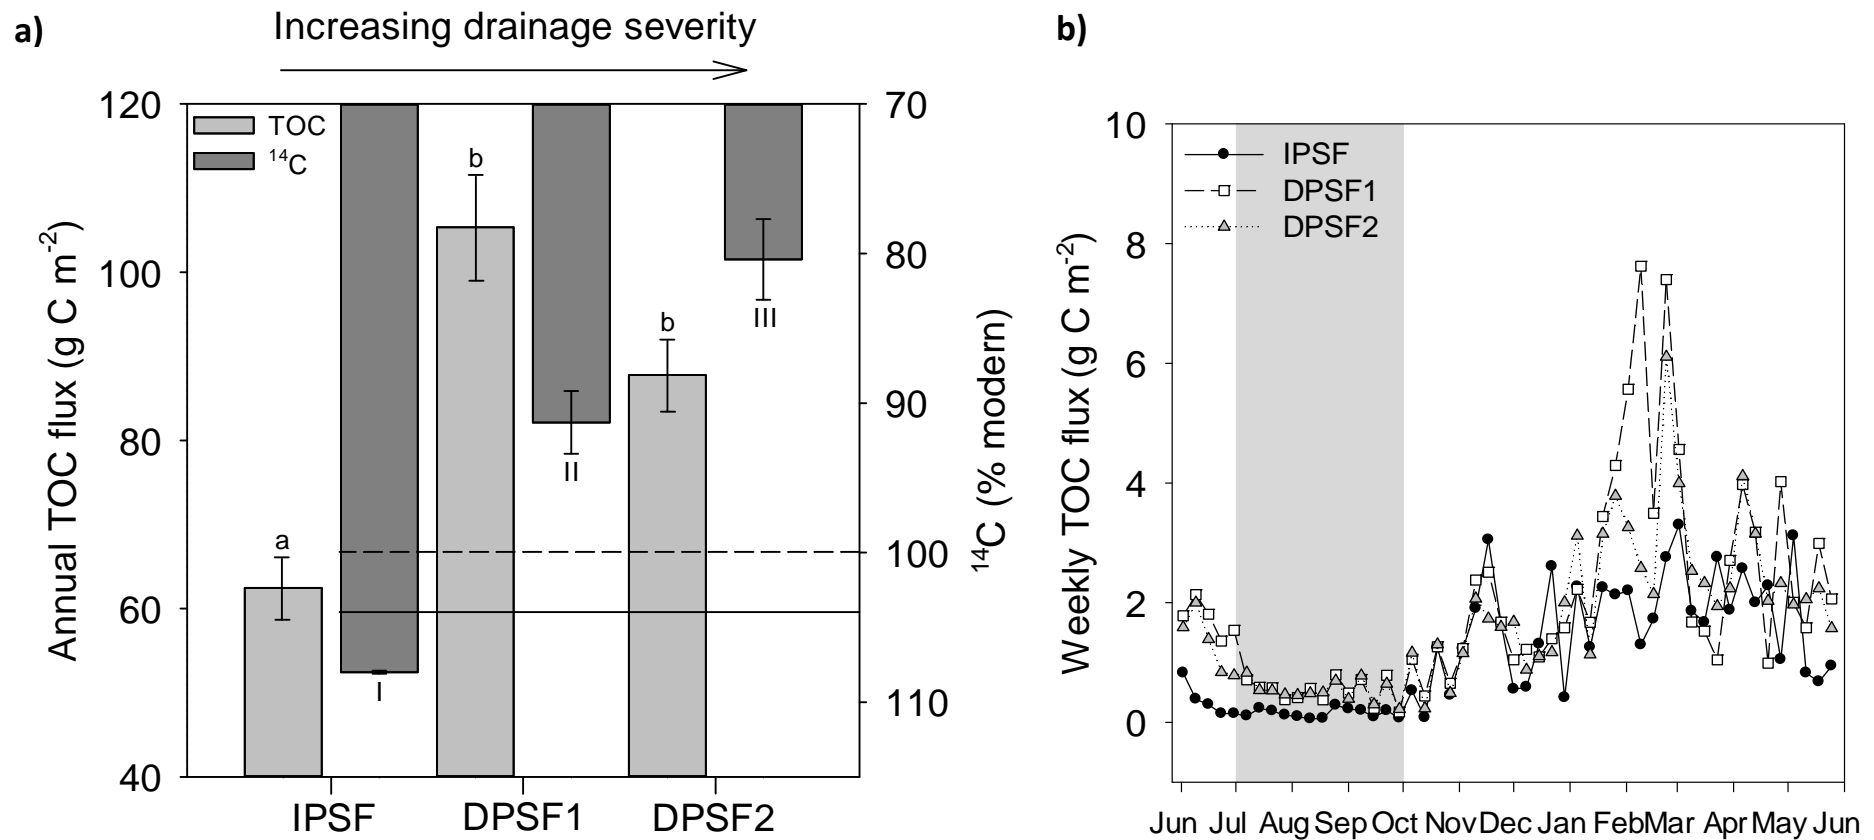 a)
Increasing drainage severity
120
100
80
60
40
Annual TOC flux (g C m-2)
TOC
14C
a
I
b
II
b
III
70
80
90
100
110
14C (% modern)
IPSF DPSF1 DPSF2
b)
10
8
6
4
2
0
Weekly TOC flux (g C m-2)
IPSF
DPSF1
DPSF2
Jun Jul Aug Sep Oct Nov Dec Jan Feb Mar Apr May Jun